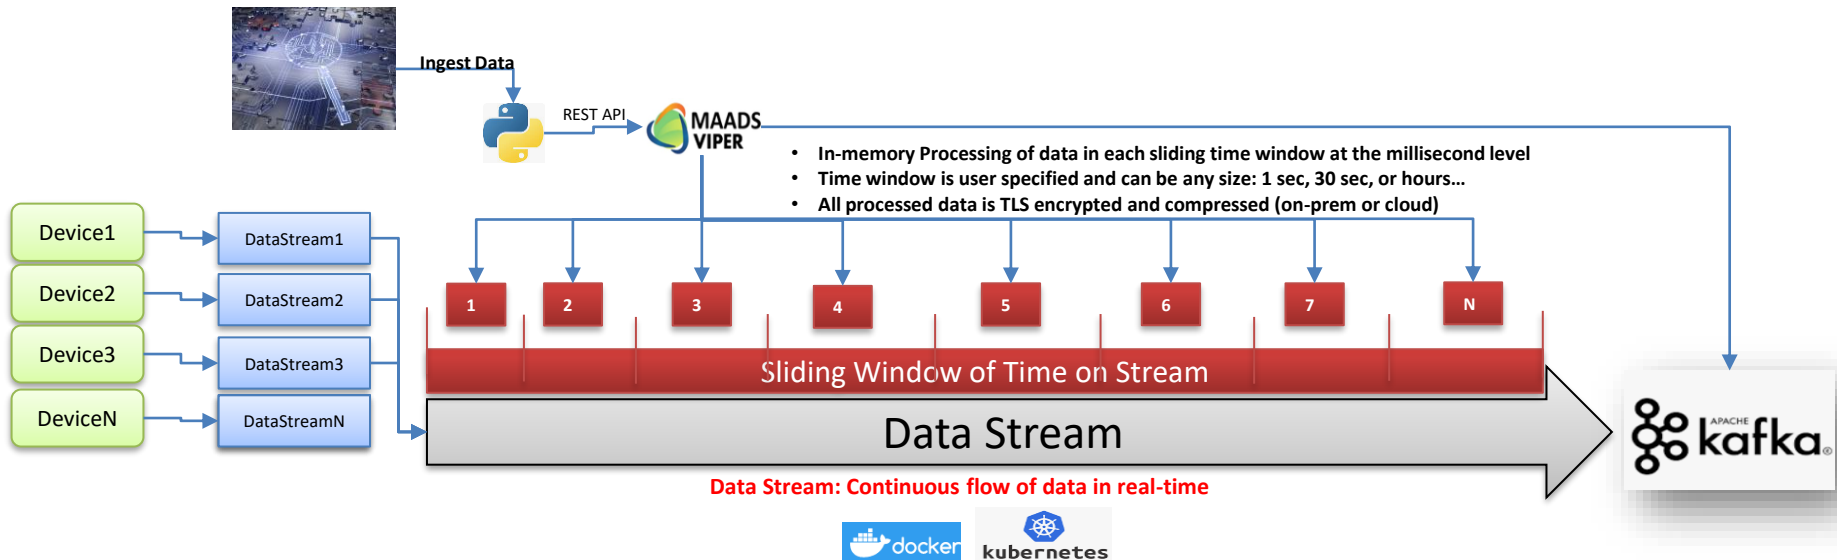 Ingest Data
REST API
MAADS
VIPER
• In-memory Processing of data in each sliding time window at the millisecond level
• Time window is user specified and can be any size: 1 sec, 30 sec, or hours...
• All processed data is TLS encrypted and compressed (on-prem or cloud)
Device1
DataStream1
Device2
DataStream2
Device3
DataStream3
DeviceN
DataStreamN
1
2
3
4
5
6
7
N
Sliding Window of Time on Stream
Data Stream
APACHE
kafka®
Data Stream: Continuous flow of data in real-time
docker
kubernetes